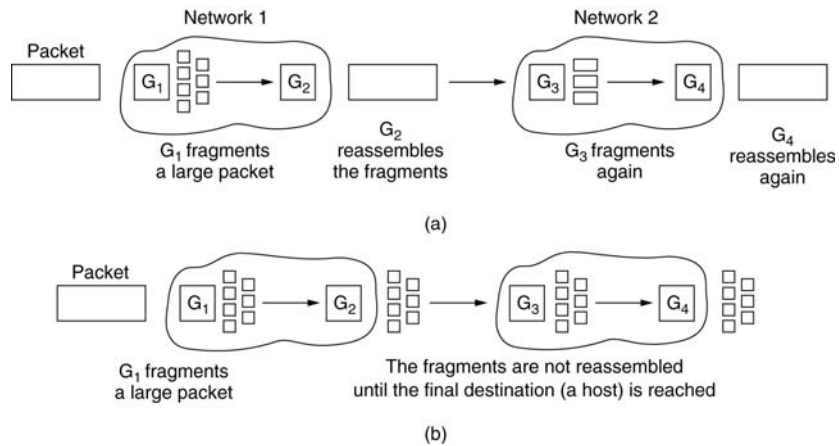 Network 1
Network 2
Packet
G₁
G₂
G₃
G₄
G₁ fragments
a large packet
G₂
reassembles
the fragments
G₃ fragments
again
G₄
reassembles
again
(a)
Packet
G₁
G₂
G₃
G₄
G₁ fragments
a large packet
The fragments are not reassembled
until the final destination (a host) is reached
(b)